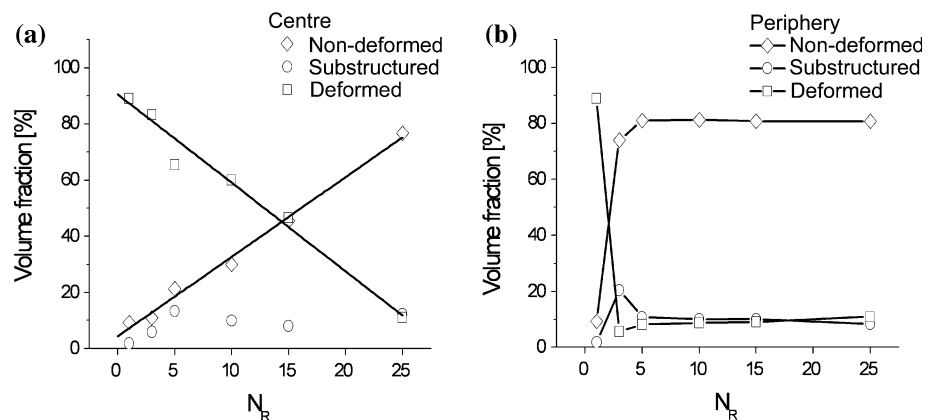 (a)
Centre
Non-deformed
Substructured
Deformed
100
80
60
40
20
0
Volume fraction [%]
0 5 10 15 20 25
N_R
(b)
Periphery
Non-deformed
Substructured
Deformed
100
80
60
40
20
0
Volume fraction [%]
0 5 10 15 20 25
N_R